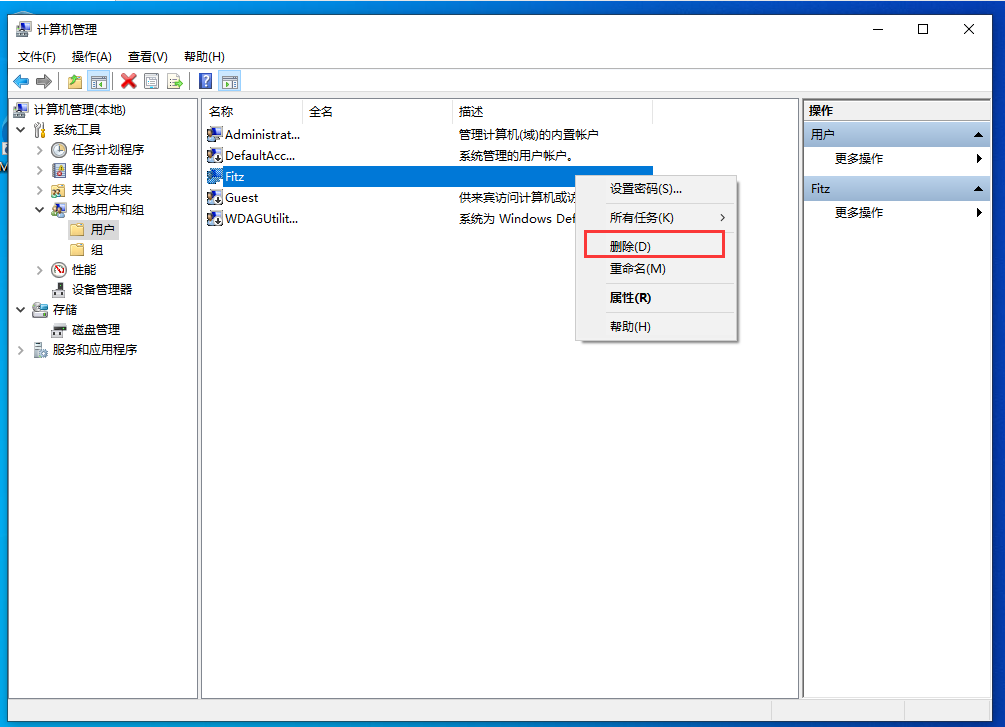 计算机管理
文件(F) 操作(A) 查看(V) 帮助(H)
计算机管理(本地)
系统工具
任务计划程序
事件查看器
共享文件夹
本地用户和组
用户
组
性能
设备管理器
存储
磁盘管理
服务和应用程序
名称 全名 描述
Administrat... 管理计算机(域)的内置帐户
DefaultAcc... 系统管理的用户帐户。
Fitz
Guest 供来宾访问计算机或访
WDAGUtilit... 系统为 Windows Def
设置密码(S)...
所有任务(K)
删除(D)
重命名(M)
属性(R)
帮助(H)
操作
用户
更多操作
Fitz
更多操作